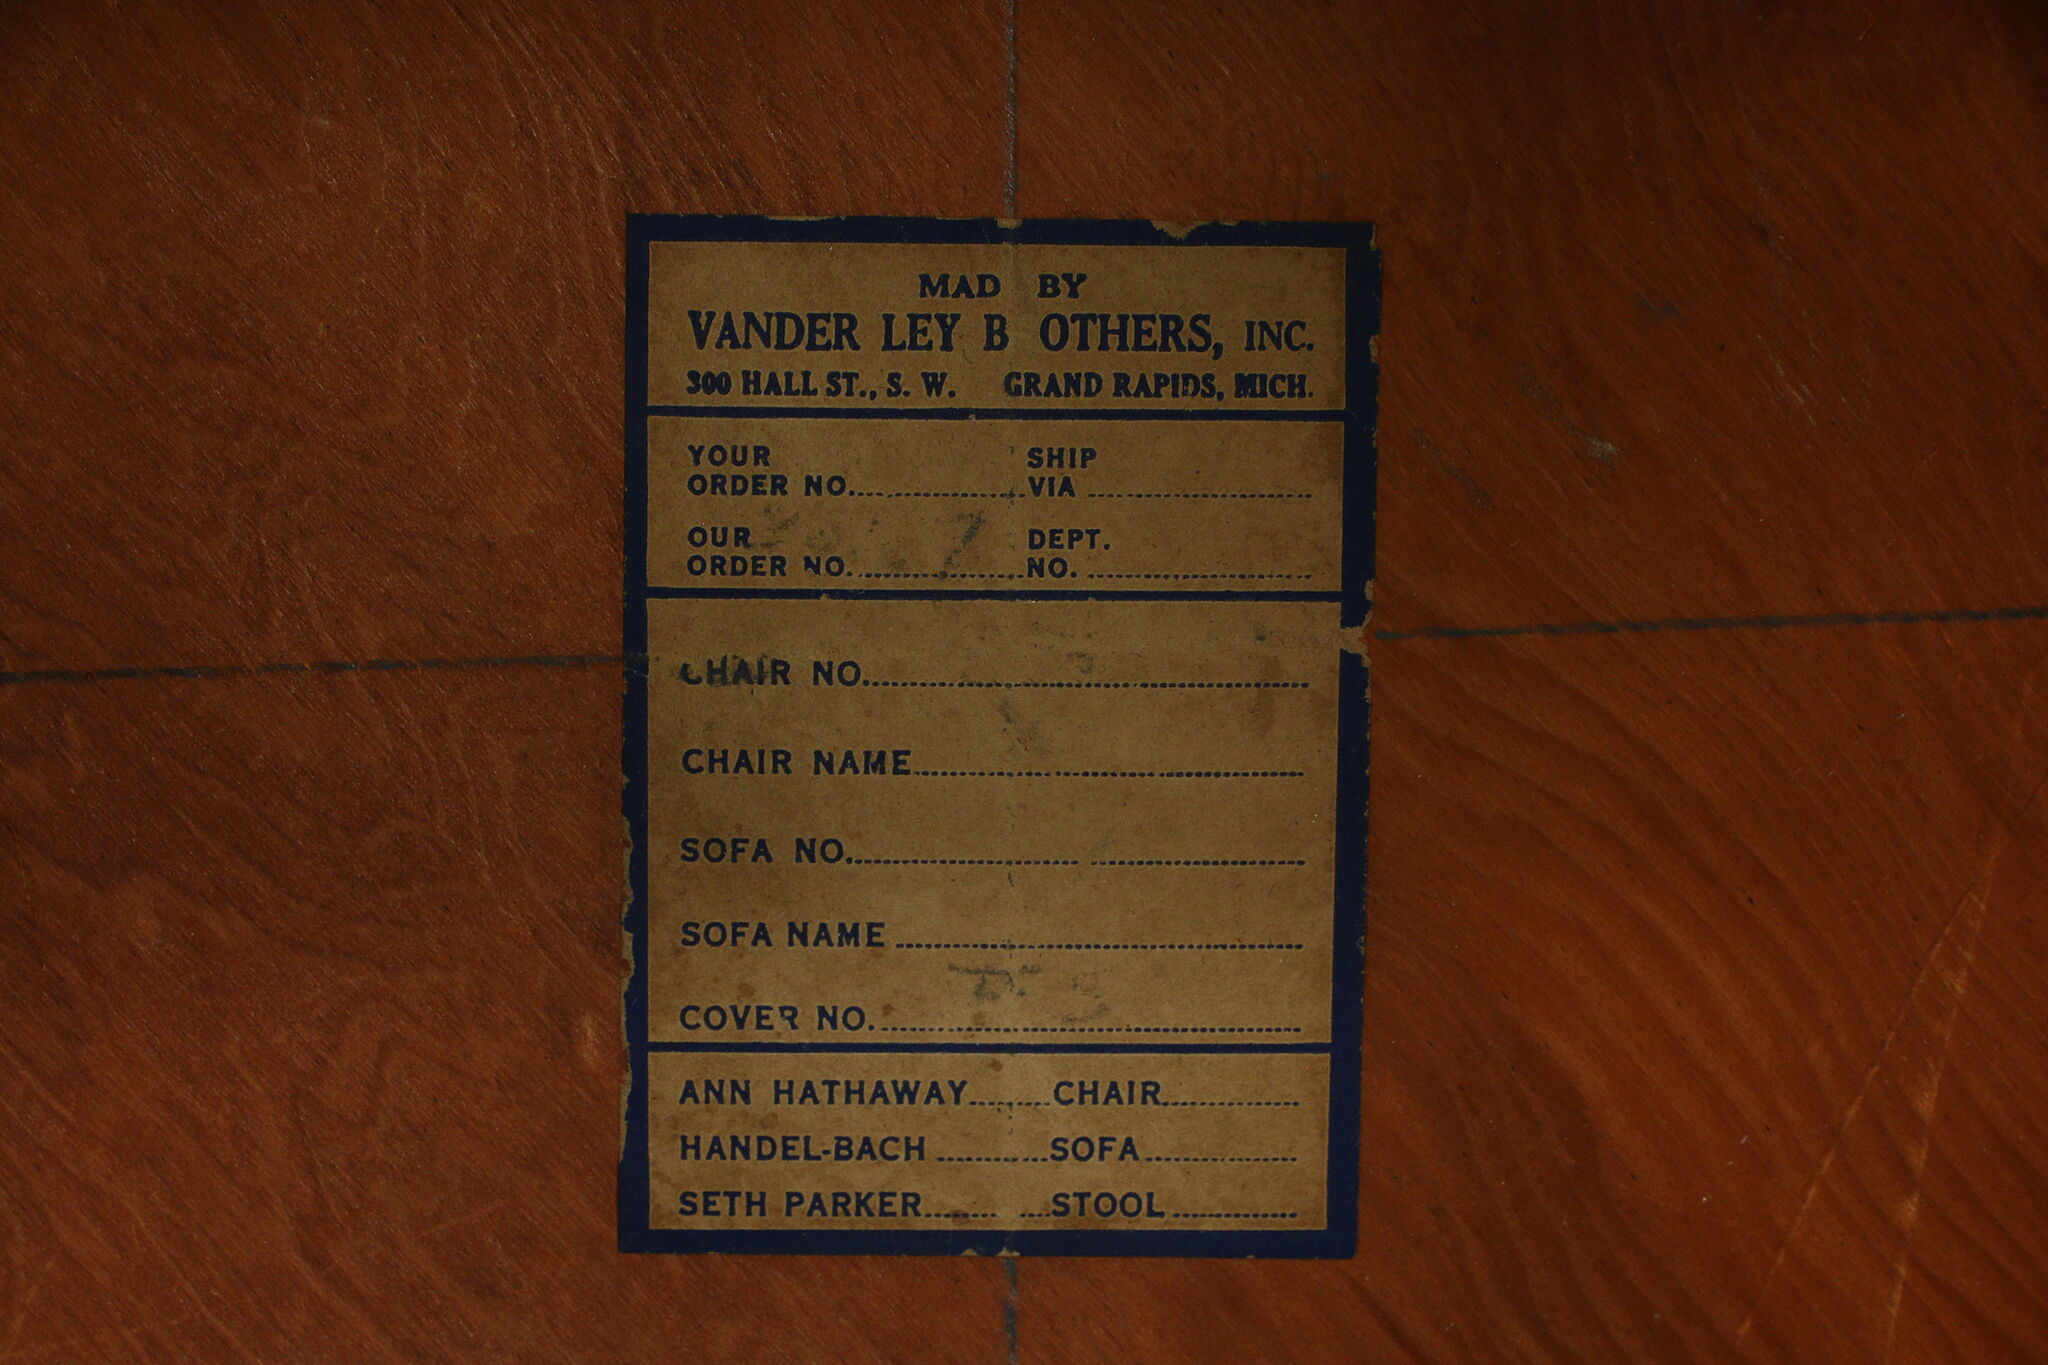 MAD BY
VANDER LEY B OTHERS, INC.
300 HALL ST., S. W. GRAND RAPIDS, MICH.
YOUR SHIP
ORDER NO. VIA
OUR DEPT.
ORDER NO. NO.
CHAIR NO.
CHAIR NAME
SOFA NO.
SOFA NAME
COVER NO.
ANN HATHAWAY CHAIR
HANDEL-BACH SOFA
SETH PARKER STOOL